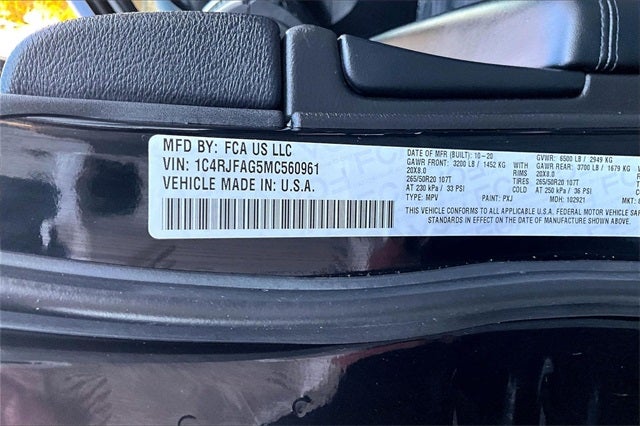 MFD BY: FCA US LLC
VIN: 1C4RJFAG5MC560961
VEHICLE MADE IN: U.S.A.
DATE OF MFR (BUILT): 10-20 GVWR: 6500 LB / 2949 KG
GAWR FRONT: 3200 LB / 1452 KG GAWR REAR: 3700 LB / 1679 KG
20X8.0 RIMS 20X8.0
265/50R20 107T TIRES 265/50R20 107T
AT 230 kPa / 33 PSI COLD AT 250 kPa / 36 PSI
TYPE: MPV PAINT: PXJ MDH: 102921 MKT:
THIS VEHICLE CONFORMS TO ALL APPLICABLE U.S.A. FEDERAL MOTOR VEHICLE
STANDARDS IN EFFECT ON THE DATE OF MANUFACTURE SHOWN ABOVE.